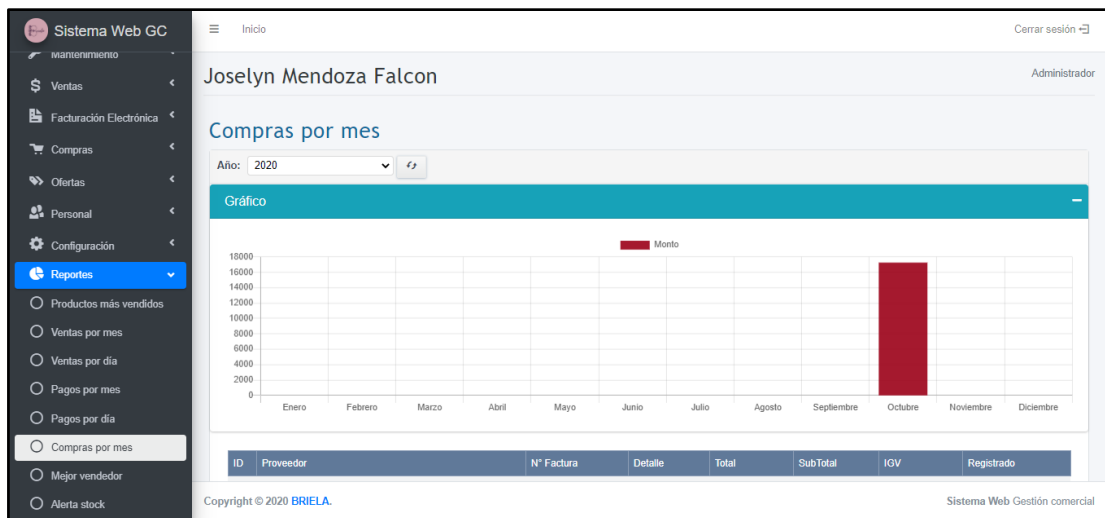 Sistema Web GC
Inicio
Cerrar sesión
Mantenimiento
Ventas
Facturación Electrónica
Compras
Ofertas
Personal
Configuración
Reportes
Productos más vendidos
Ventas por mes
Ventas por día
Pagos por mes
Pagos por día
Compras por mes
Mejor vendedor
Alerta stock
Joselyn Mendoza Falcon
Administrador
Compras por mes
Año: 2020
Gráfico
Monto
18000
16000
14000
12000
10000
8000
6000
4000
2000
0
Enero Febrero Marzo Abril Mayo Junio Julio Agosto Septiembre Octubre Noviembre Diciembre
ID Proveedor N° Factura Detalle Total SubTotal IGV Registrado
Copyright © 2020 BRIELA. Sistema Web Gestión comercial